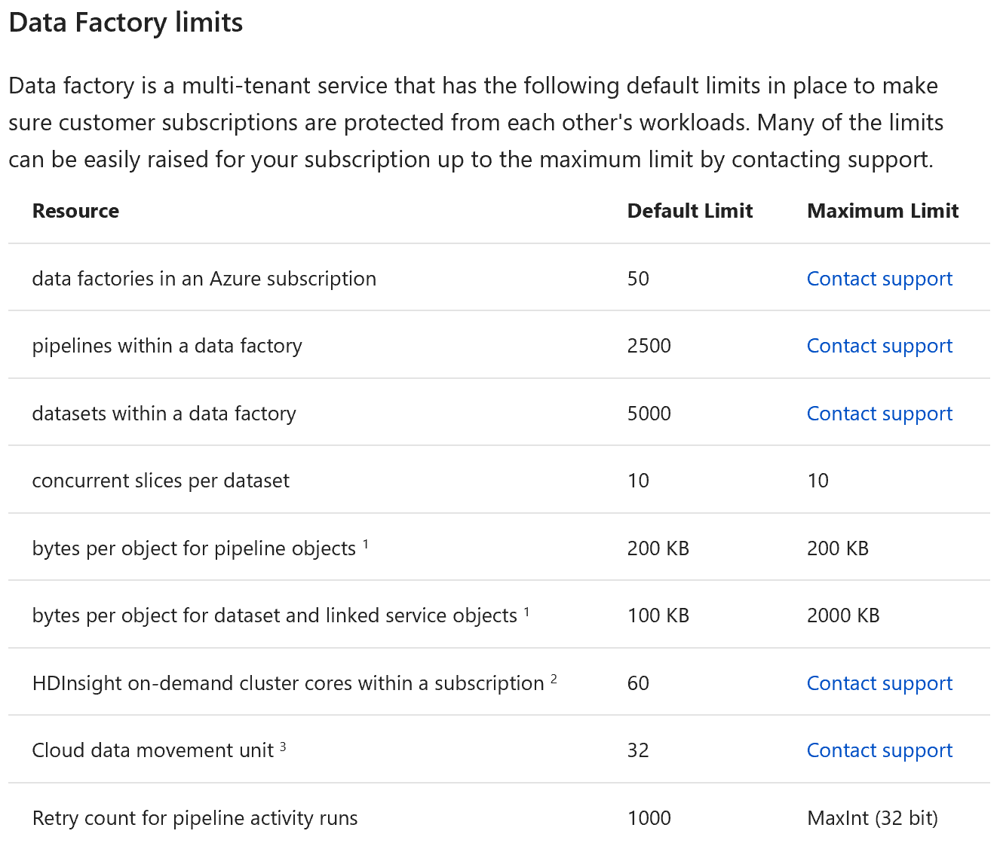 Data Factory limits
Data factory is a multi-tenant service that has the following default limits in place to make
sure customer subscriptions are protected from each other's workloads. Many of the limits
can be easily raised for your subscription up to the maximum limit by contacting support.
Resource Default Limit Maximum Limit
data factories in an Azure subscription 50 Contact support
pipelines within a data factory 2500 Contact support
datasets within a data factory 5000 Contact support
concurrent slices per dataset 10 10
bytes per object for pipeline objects ¹ 200 KB 200 KB
bytes per object for dataset and linked service objects ¹ 100 KB 2000 KB
HDInsight on-demand cluster cores within a subscription ² 60 Contact support
Cloud data movement unit ³ 32 Contact support
Retry count for pipeline activity runs 1000 MaxInt (32 bit)